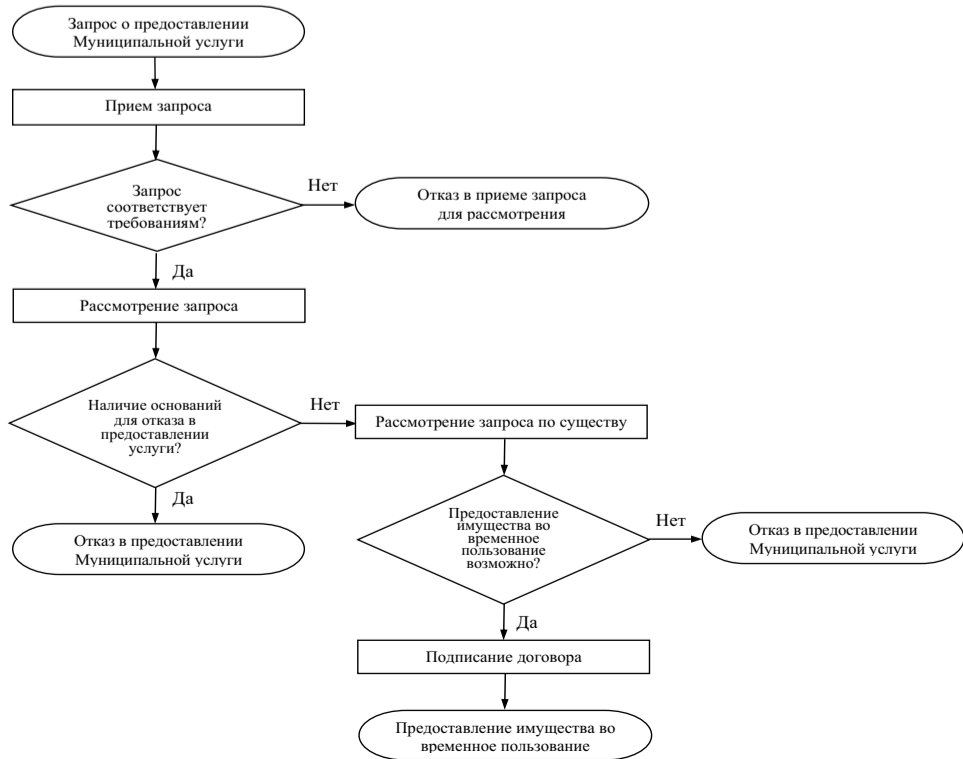 Запрос о предоставлении
Муниципальной услуги
Прием запроса
Запрос
соответствует
требованиям?
Нет
Отказ в приеме запроса
для рассмотрения
Да
Рассмотрение запроса
Наличие оснований
для отказа в
предоставлении
услуги?
Нет
Рассмотрение запроса по существу
Да
Отказ в предоставлении
Муниципальной услуги
Предоставление
имущества во
временное
пользование
возможно?
Нет
Отказ в предоставлении
Муниципальной услуги
Да
Подписание договора
Предоставление имущества во
временное пользование